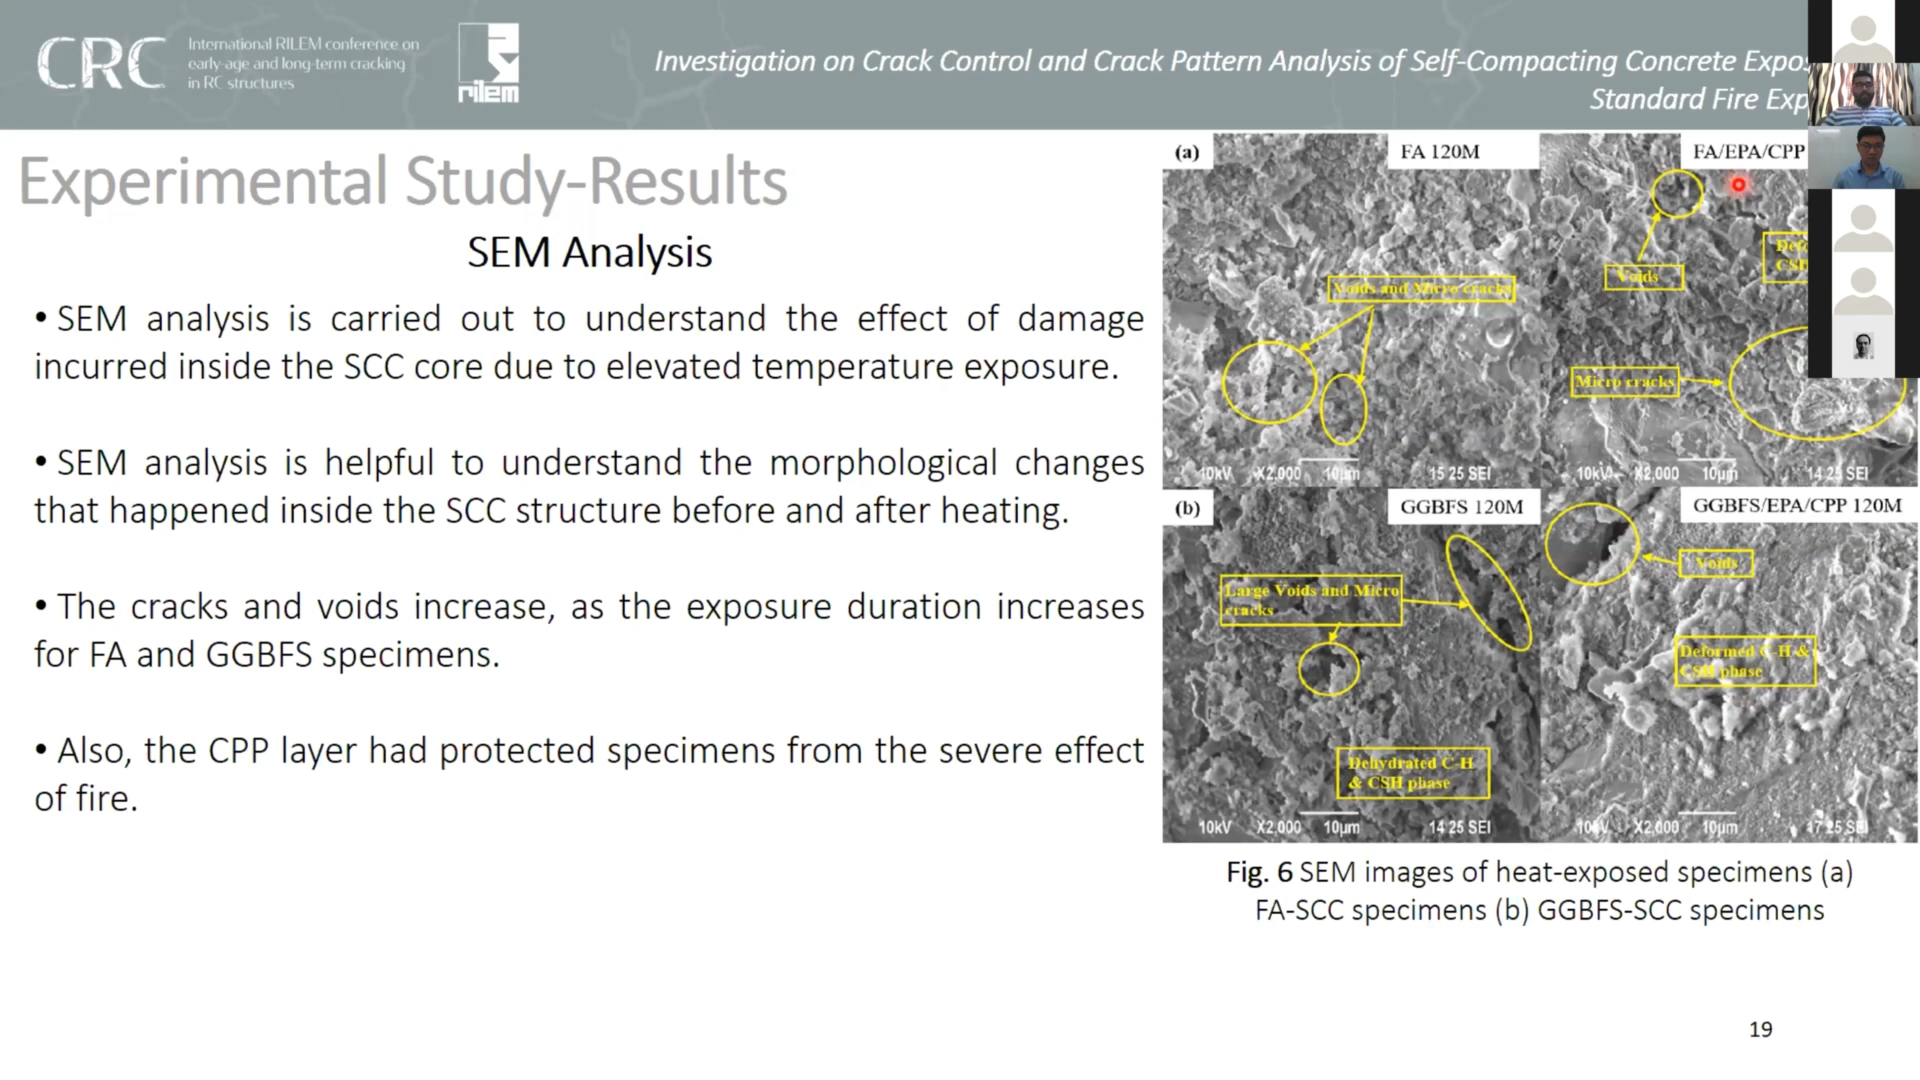 CRC
International RILEM conference on
early-age and long-term cracking
in RC structures
rilem
Investigation on Crack Control and Crack Pattern Analysis of Self-Compacting Concrete
Standard Fire
Experimental Study-Results
SEM Analysis
• SEM analysis is carried out to understand the effect of damage
incurred inside the SCC core due to elevated temperature exposure.
• SEM analysis is helpful to understand the morphological changes
that happened inside the SCC structure before and after heating.
• The cracks and voids increase, as the exposure duration increases
for FA and GGBFS specimens.
• Also, the CPP layer had protected specimens from the severe effect
of fire.
(a)
FA 120M
FA/EPA/CPP
Voids and Micro cracks
Voids
Micro cracks
10kV X2,000 10µm 15 25 SEI
10kV X2,000 10µm 14 25 SEI
(b)
GGBFS 120M
GGBFS/EPA/CPP 120M
Large Voids and Micro
cracks
Voids
Deformed C-H &
CSH phase
Dehydrated C-H
& CSH phase
10kV X2,000 10µm 14 25 SEI
10kV X2,000 10µm 17 25 SEI
Fig. 6 SEM images of heat-exposed specimens (a)
FA-SCC specimens (b) GGBFS-SCC specimens
19